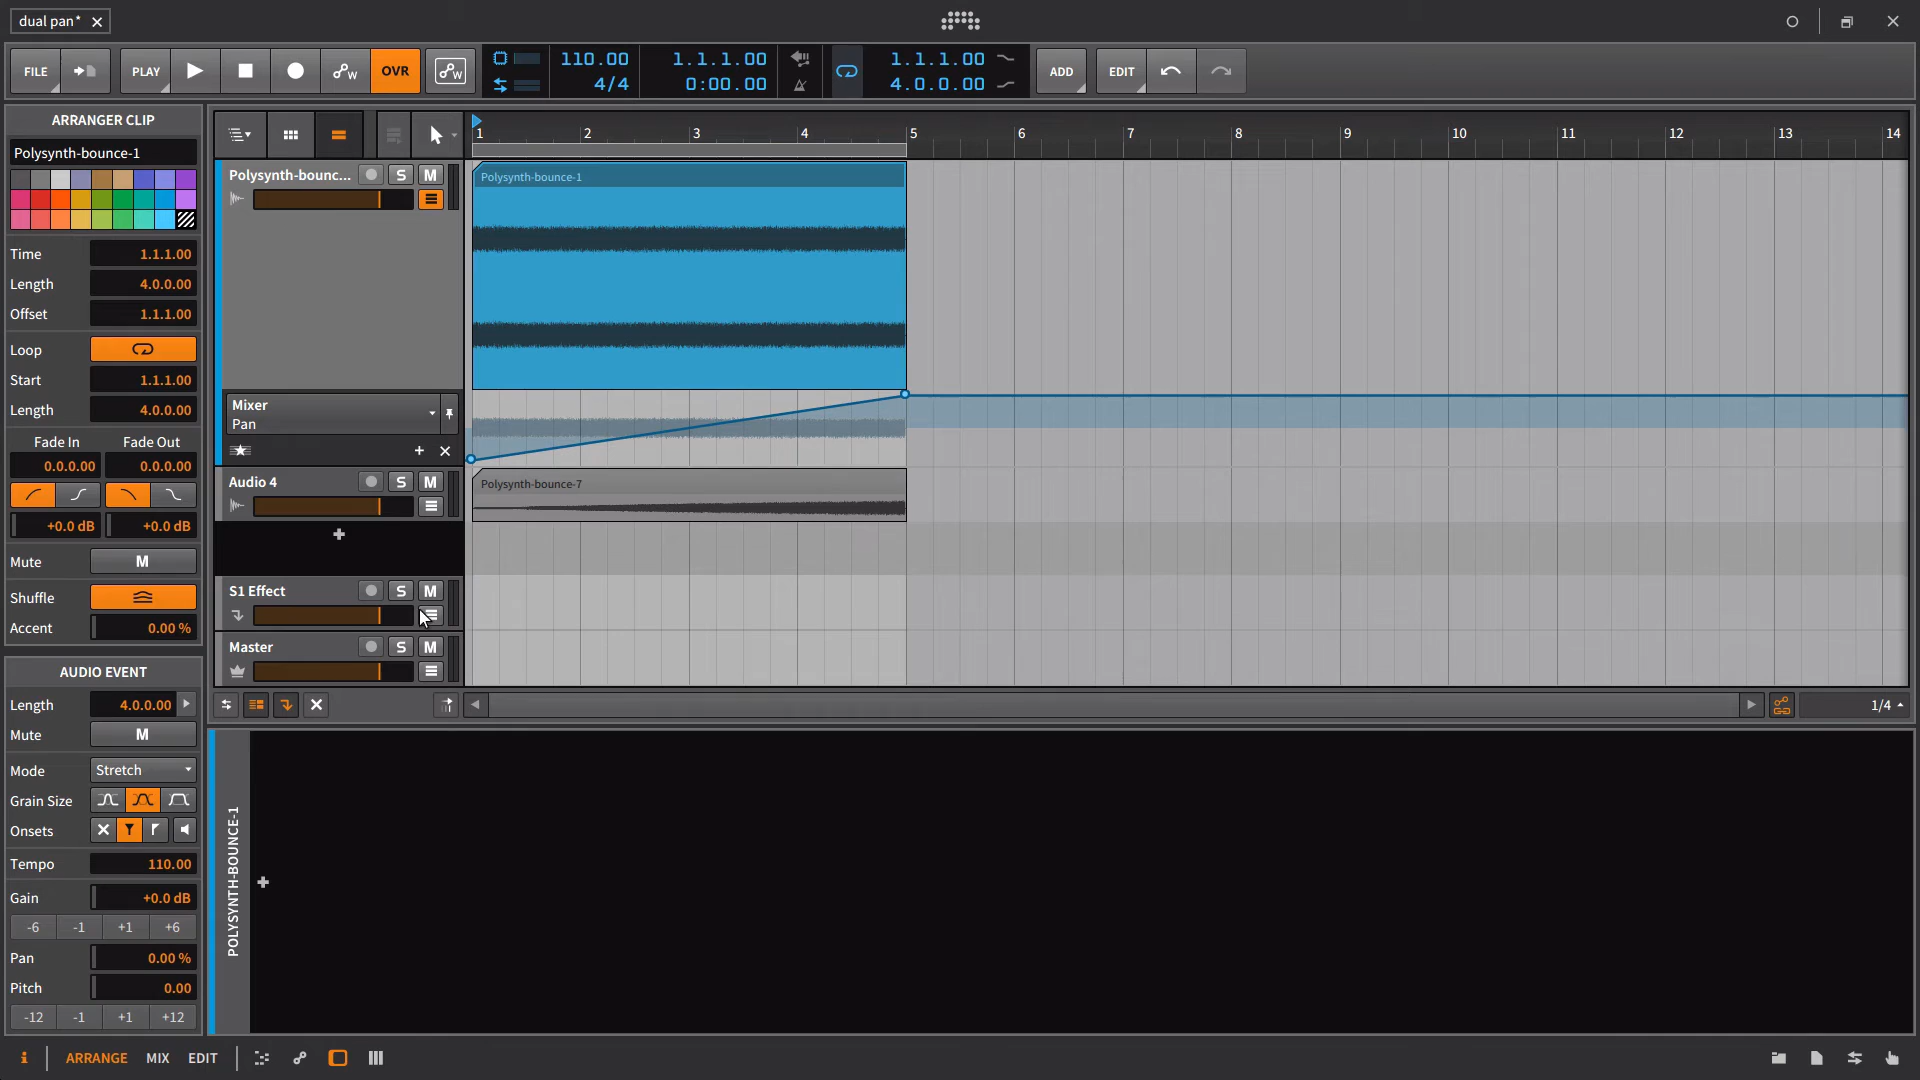 dual pan*
FILE
PLAY
OVR
110.00
4/4
1.1.1.00
0:00.00
1.1.1.00
4.0.0.00
ADD
EDIT
ARRANGER CLIP
Polysynth-bounce-1
Time 1.1.1.00
Length 4.0.0.00
Offset 1.1.1.00
Loop
Start 1.1.1.00
Length 4.0.0.00
Fade In Fade Out
0.0.0.00 0.0.0.00
+0.0 dB +0.0 dB
Mute M
Shuffle
Accent 0.00 %
AUDIO EVENT
Length 4.0.0.00
Mute M
Mode Stretch
Grain Size
Onsets
Tempo 110.00
Gain +0.0 dB
-6 -1 +1 +6
Pan 0.00 %
Pitch 0.00
-12 -1 +1 +12
1 2 3 4 5 6 7 8 9 10 11 12 13 14
Polysynth-bounc... S M
Polysynth-bounce-1
Mixer
Pan
Audio 4 S M
Polysynth-bounce-7
S1 Effect S M
Master S M
1/4
POLYSYNTH-BOUNCE-1
i ARRANGE MIX EDIT